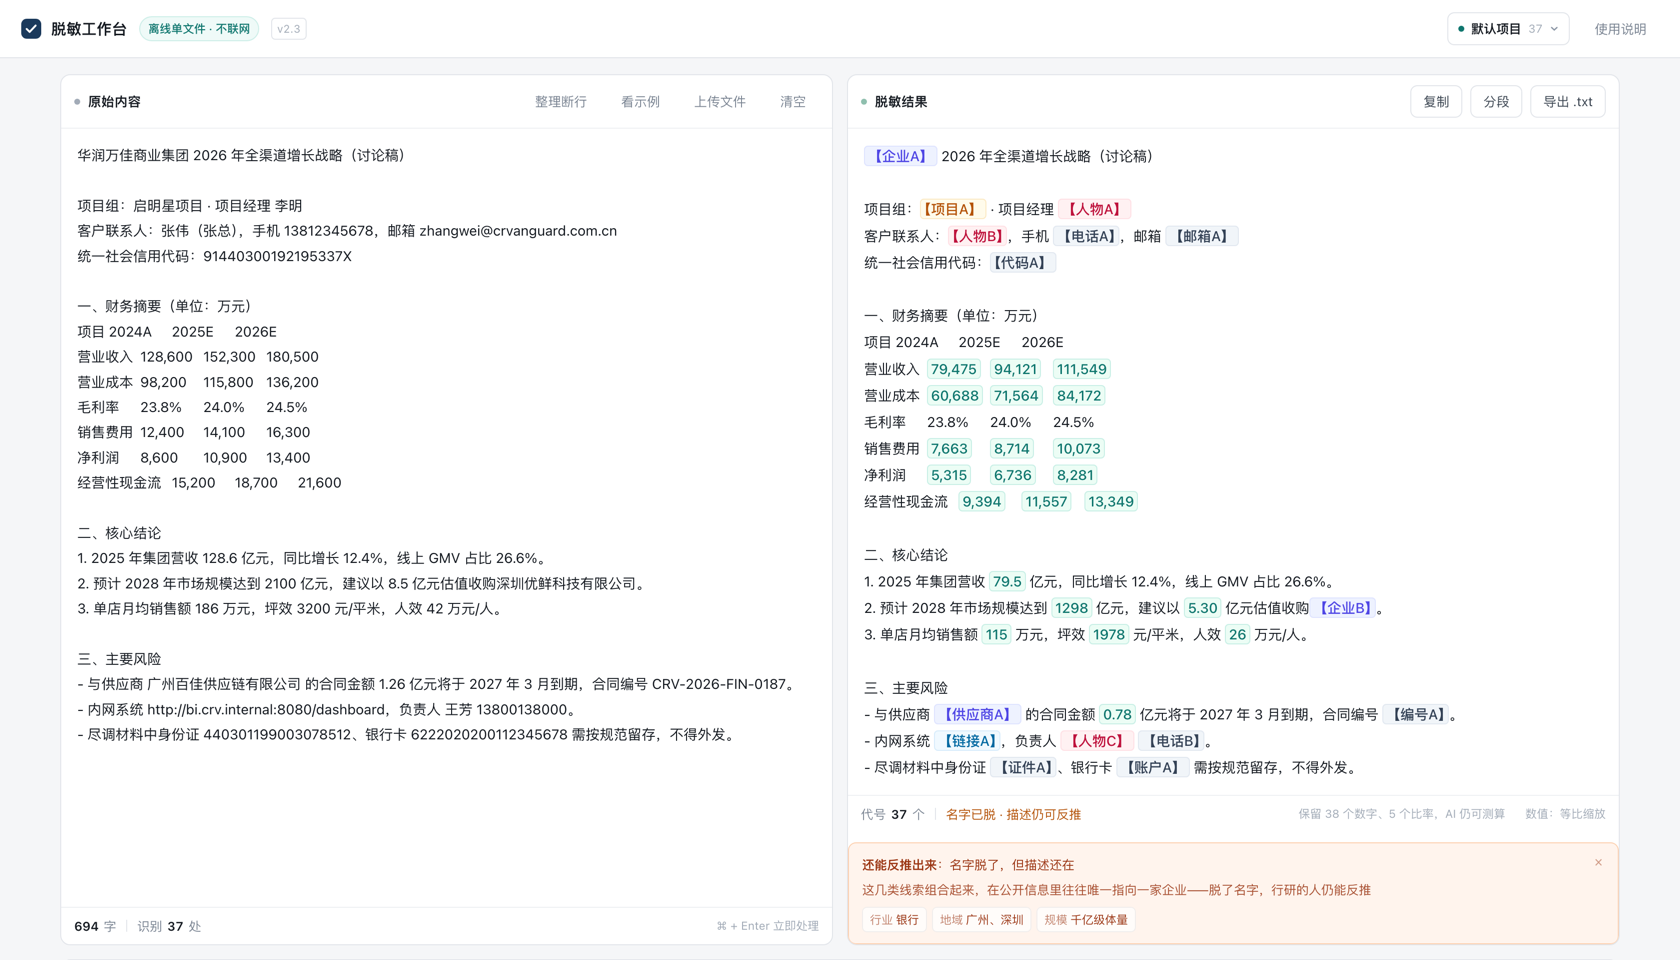 脱敏工作台 离线单文件 · 不联网 v2.3 默认项目 37 使用说明
原始内容 整理断行 看示例 上传文件 清空
华润万佳商业集团 2026 年全渠道增长战略（讨论稿）
项目组：启明星项目 · 项目经理 李明
客户联系人：张伟（张总），手机 13812345678，邮箱 zhangwei@crvanguard.com.cn
统一社会信用代码：91440300192195337X
一、财务摘要（单位：万元）
项目 2024A 2025E 2026E
营业收入 128,600 152,300 180,500
营业成本 98,200 115,800 136,200
毛利率 23.8% 24.0% 24.5%
销售费用 12,400 14,100 16,300
净利润 8,600 10,900 13,400
经营性现金流 15,200 18,700 21,600
二、核心结论
1. 2025 年集团营收 128.6 亿元，同比增长 12.4%，线上 GMV 占比 26.6%。
2. 预计 2028 年市场规模达到 2100 亿元，建议以 8.5 亿元估值收购深圳优鲜科技有限公司。
3. 单店月均销售额 186 万元，坪效 3200 元/平米，人效 42 万元/人。
三、主要风险
- 与供应商 广州百佳供应链有限公司 的合同金额 1.26 亿元将于 2027 年 3 月到期，合同编号 CRV-2026-FIN-0187。
- 内网系统 http://bi.crv.internal:8080/dashboard，负责人 王芳 13800138000。
- 尽调材料中身份证 440301199003078512、银行卡 6222020200112345678 需按规范留存，不得外发。
694 字 识别 37 处 ⌘ + Enter 立即处理
脱敏结果 复制 分段 导出 .txt
【企业A】 2026 年全渠道增长战略（讨论稿）
项目组：【项目A】 · 项目经理 【人物A】
客户联系人：【人物B】，手机 【电话A】，邮箱 【邮箱A】
统一社会信用代码：【代码A】
一、财务摘要（单位：万元）
项目 2024A 2025E 2026E
营业收入 79,475 94,121 111,549
营业成本 60,688 71,564 84,172
毛利率 23.8% 24.0% 24.5%
销售费用 7,663 8,714 10,073
净利润 5,315 6,736 8,281
经营性现金流 9,394 11,557 13,349
二、核心结论
1. 2025 年集团营收 79.5 亿元，同比增长 12.4%，线上 GMV 占比 26.6%。
2. 预计 2028 年市场规模达到 1298 亿元，建议以 5.30 亿元估值收购【企业B】。
3. 单店月均销售额 115 万元，坪效 1978 元/平米，人效 26 万元/人。
三、主要风险
- 与供应商 【供应商A】 的合同金额 0.78 亿元将于 2027 年 3 月到期，合同编号 【编号A】。
- 内网系统 【链接A】，负责人 【人物C】 【电话B】。
- 尽调材料中身份证 【证件A】、银行卡 【账户A】 需按规范留存，不得外发。
代号 37 个 名字已脱 · 描述仍可反推 保留 38 个数字、5 个比率，AI 仍可测算 数值：等比缩放
还能反推出来：名字脱了，但描述还在 ×
这几类线索组合起来，在公开信息里往往唯一指向一家企业——脱了名字，行研的人仍能反推
行业 银行 地域 广州、深圳 规模 千亿级体量